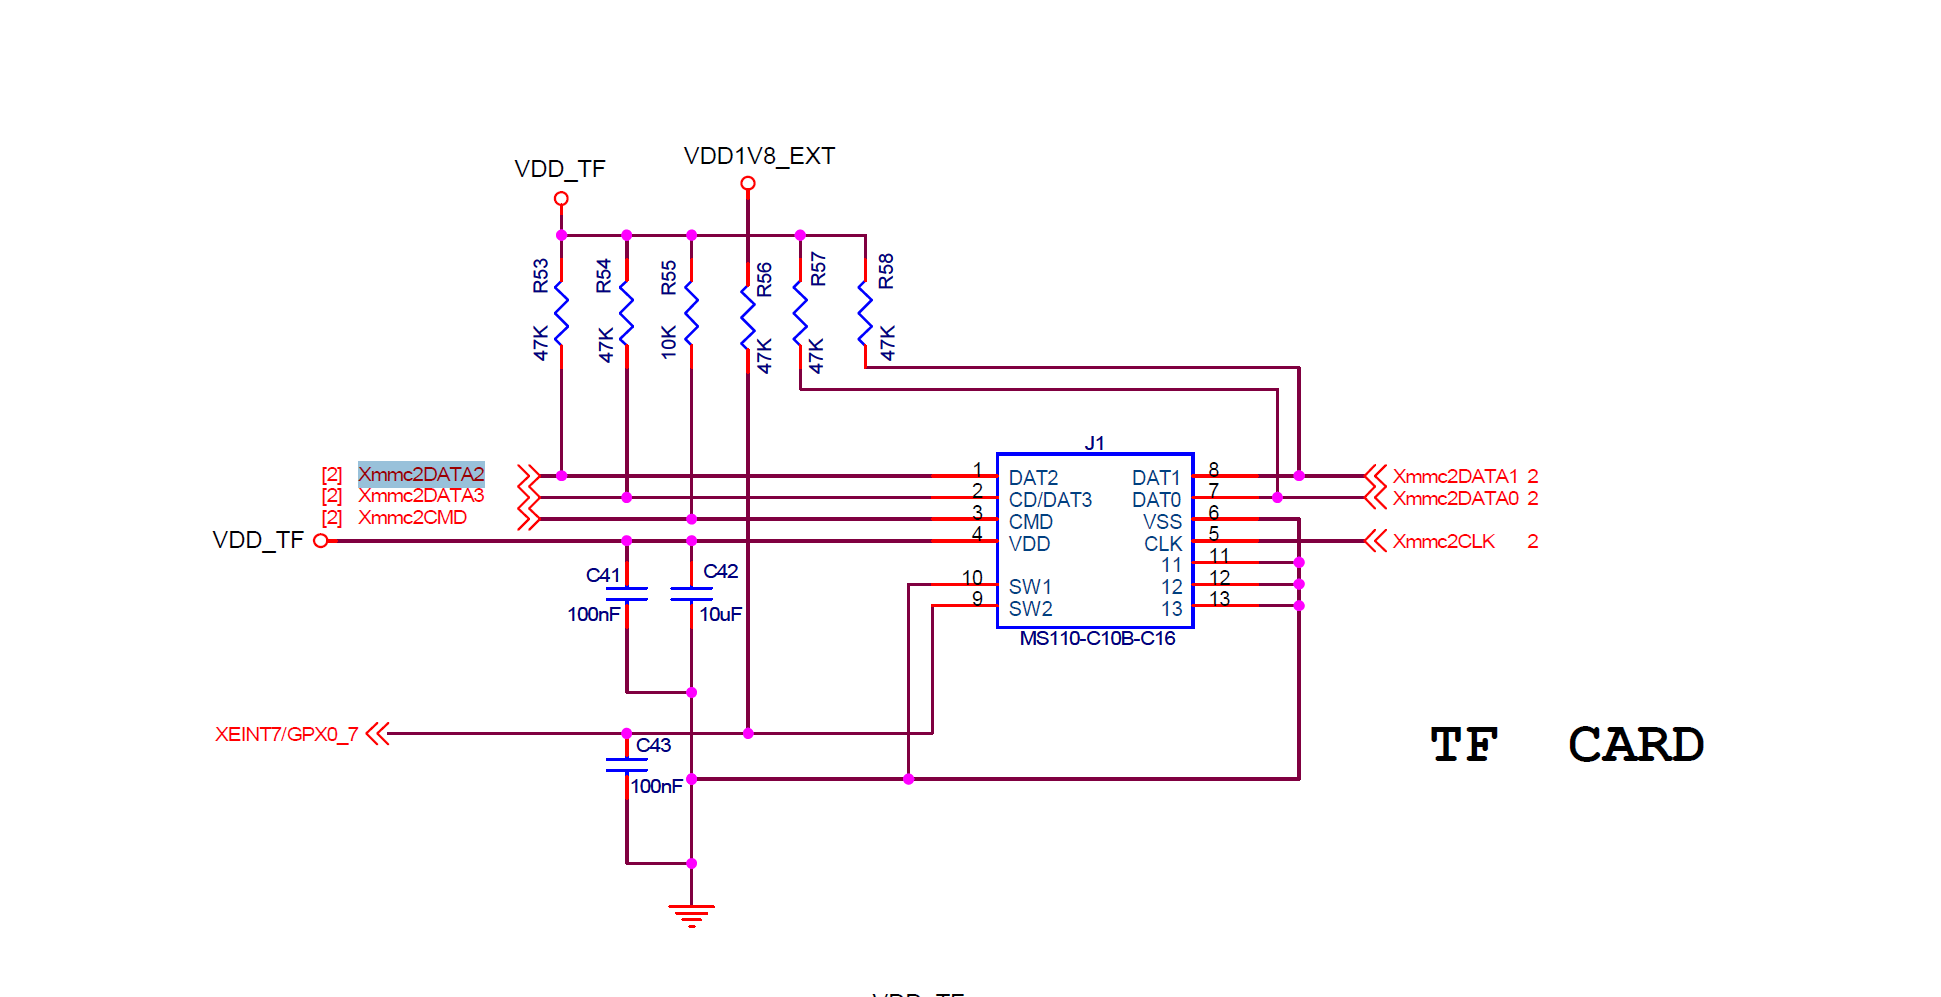 VDD_TF
VDD1V8_EXT
R53
47K
R54
47K
R55
10K
R56
47K
R57
47K
R58
47K
J1
[2] Xmmc2DATA2
[2] Xmmc2DATA3
[2] Xmmc2CMD
VDD_TF
1 DAT2
2 CD/DAT3
3 CMD
4 VDD
10 SW1
9 SW2
DAT1 8
DAT0 7
VSS 6
CLK 5
11 11
12 12
13 13
MS110-C10B-C16
Xmmc2DATA1 2
Xmmc2DATA0 2
Xmmc2CLK 2
C41
100nF
C42
10uF
XEINT7/GPX0_7
C43
100nF
TF CARD
VDD_TF